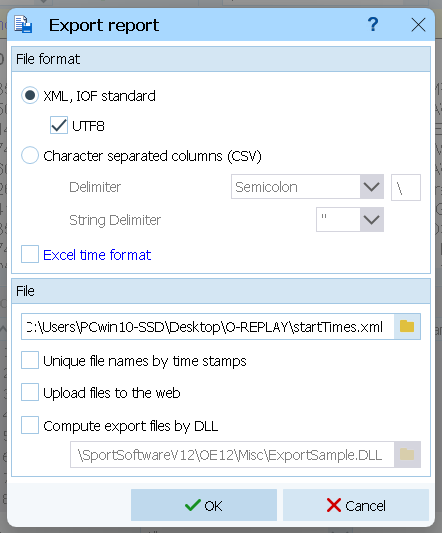 Export report
?
File format
XML, IOF standard
UTF8
Character separated columns (CSV)
Delimiter
Semicolon
\
String Delimiter
"
Excel time format
File
C:\Users\PCwin10-SSD\Desktop\O-REPLAY\startTimes.xml
Unique file names by time stamps
Upload files to the web
Compute export files by DLL
\SportSoftwareV12\OE12\Misc\ExportSample.DLL
OK
Cancel